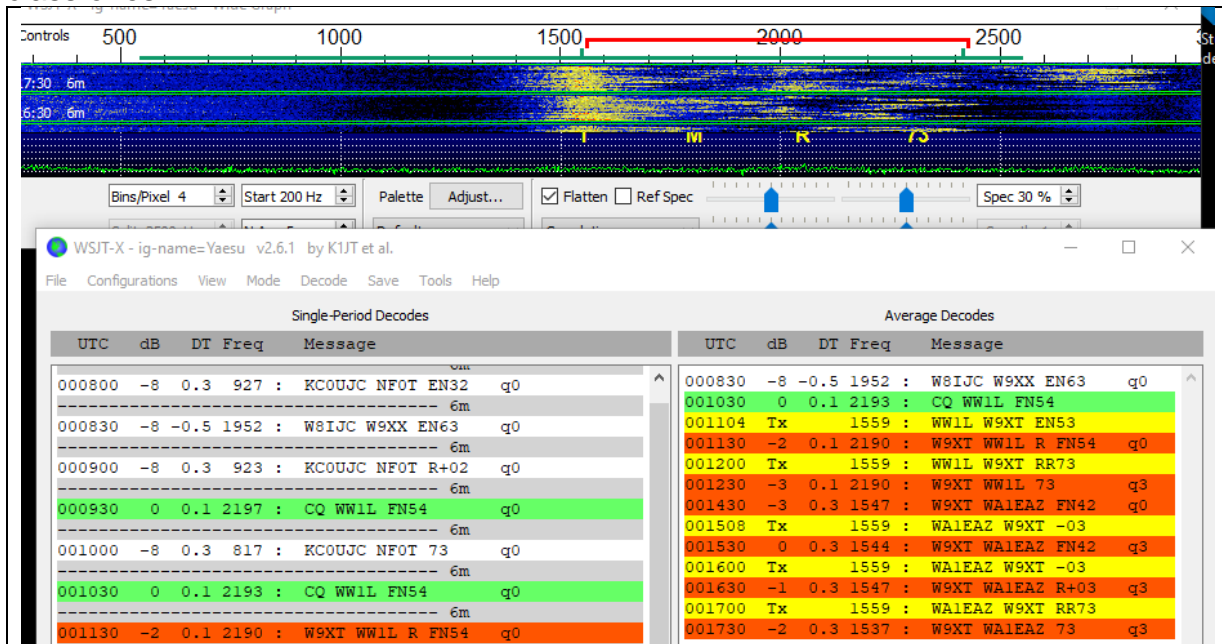 Controls 500 1000 1500 2000 2500
7:30 6m
6:30 6m
T M R 73
Bins/Pixel 4 Start 200 Hz Palette Adjust... Flatten Ref Spec Spec 30 %
WSJT-X - ig-name=Yaesu v2.6.1 by K1JT et al.
File Configurations View Mode Decode Save Tools Help
Single-Period Decodes
UTC dB DT Freq Message
000800 -8 0.3 927 : KC0UJC NF0T EN32 q0
------------------------------------ 6m
000830 -8 -0.5 1952 : W8IJC W9XX EN63 q0
------------------------------------ 6m
000900 -8 0.3 923 : KC0UJC NF0T R+02 q0
------------------------------------ 6m
000930 0 0.1 2197 : CQ WW1L FN54 q0
------------------------------------ 6m
001000 -8 0.3 817 : KC0UJC NF0T 73 q0
------------------------------------ 6m
001030 0 0.1 2193 : CQ WW1L FN54 q0
------------------------------------ 6m
001130 -2 0.1 2190 : W9XT WW1L R FN54 q0
Average Decodes
UTC dB DT Freq Message
000830 -8 -0.5 1952 : W8IJC W9XX EN63 q0
001030 0 0.1 2193 : CQ WW1L FN54
001104 Tx 1559 : WW1L W9XT EN53
001130 -2 0.1 2190 : W9XT WW1L R FN54 q0
001200 Tx 1559 : WW1L W9XT RR73
001230 -3 0.1 2190 : W9XT WW1L 73 q3
001430 -3 0.3 1547 : W9XT WA1EAZ FN42 q0
001508 Tx 1559 : WA1EAZ W9XT -03
001530 0 0.3 1544 : W9XT WA1EAZ FN42 q3
001600 Tx 1559 : WA1EAZ W9XT -03
001630 -1 0.3 1547 : W9XT WA1EAZ R+03 q3
001700 Tx 1559 : WA1EAZ W9XT RR73
001730 -2 0.3 1537 : W9XT WA1EAZ 73 q3